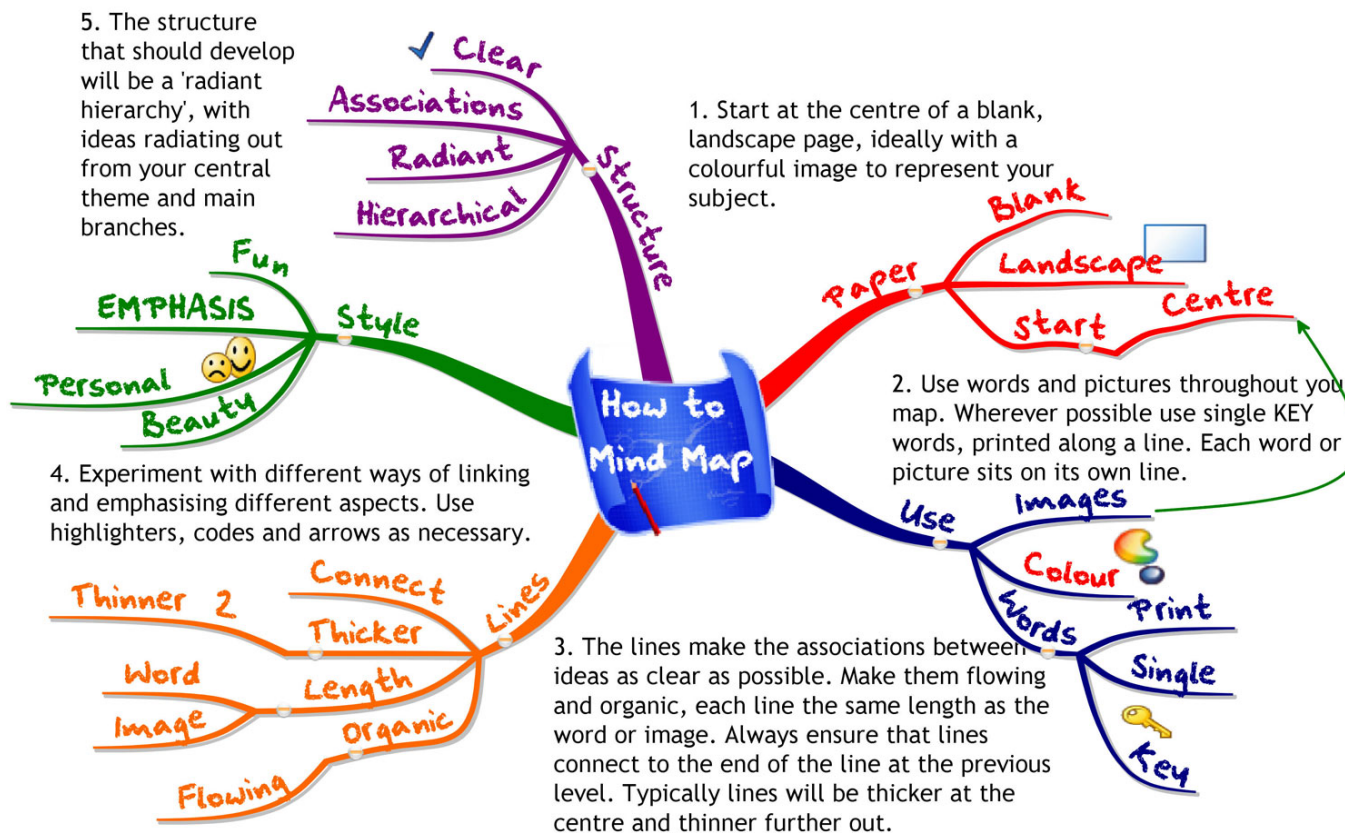 How to
Mind Map
1. Start at the centre of a blank,
landscape page, ideally with a
colourful image to represent your
subject.
Paper
Blank
Landscape
Start
Centre
2. Use words and pictures throughout you
map. Wherever possible use single KEY
words, printed along a line. Each word or
picture sits on its own line.
Use
Images
Colour
Words
Print
Single
Key
3. The lines make the associations between
ideas as clear as possible. Make them flowing
and organic, each line the same length as the
word or image. Always ensure that lines
connect to the end of the line at the previous
level. Typically lines will be thicker at the
centre and thinner further out.
Lines
Connect
Thicker
Thinner 2
Length
Word
Image
Organic
Flowing
4. Experiment with different ways of linking
and emphasising different aspects. Use
highlighters, codes and arrows as necessary.
Style
Fun
EMPHASIS
Personal
Beauty
5. The structure
that should develop
will be a 'radiant
hierarchy', with
ideas radiating out
from your central
theme and main
branches.
Structure
Clear
Associations
Radiant
Hierarchical